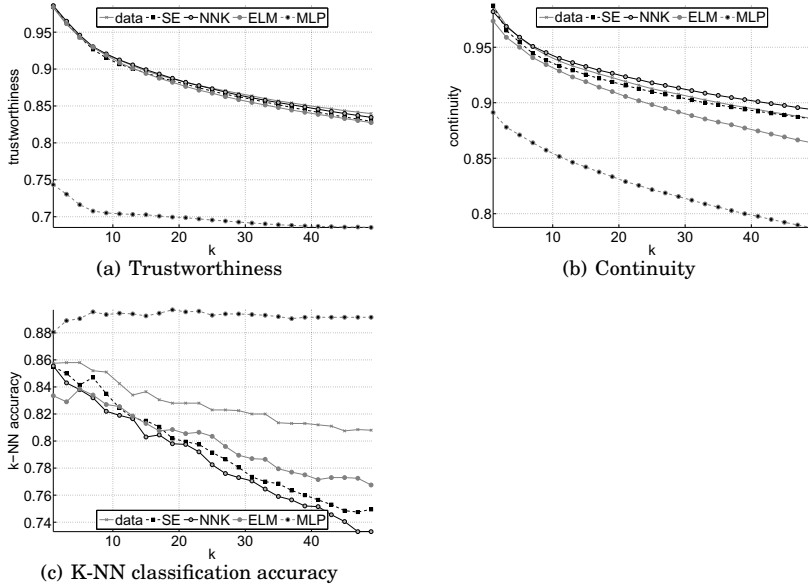 data SE NNK ELM MLP
0.95
0.9
0.85
0.8
0.75
0.7
trustworthiness
10 20 30 40
k
(a) Trustworthiness
data SE NNK ELM MLP
0.95
0.9
0.85
0.8
continuity
10 20 30 40
k
(b) Continuity
0.88
0.86
0.84
0.82
0.8
0.78
0.76
0.74
k−NN accuracy
data SE NNK ELM MLP
10 20 30 40
k
(c) K-NN classification accuracy